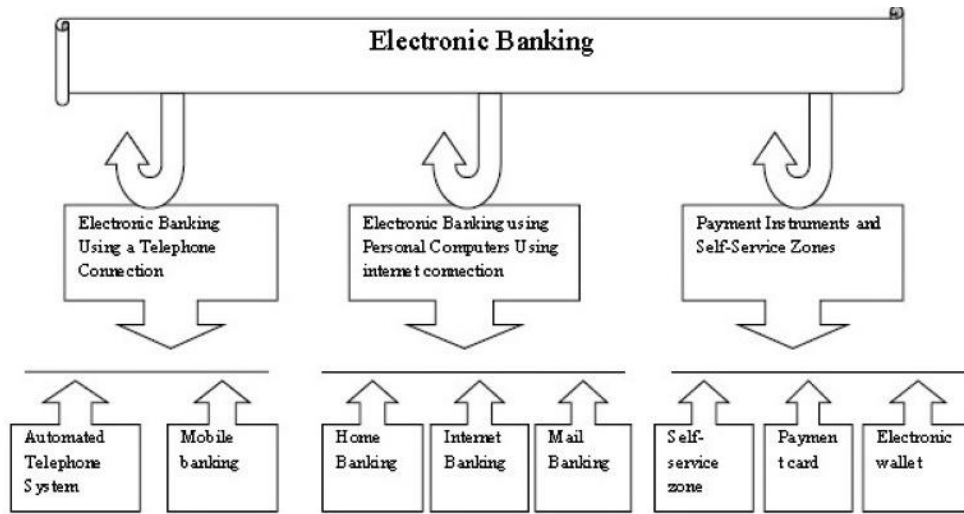 Electronic Banking
Electronic Banking
Using a Telephone
Connection
Electronic Banking using
Personal Computers Using
internet connection
Payment Instruments and
Self-Service Zones
Automated
Telephone
System
Mobile
banking
Home
Banking
Internet
Banking
Mail
Banking
Self-
service
zone
Paymen
t card
Electronic
wallet